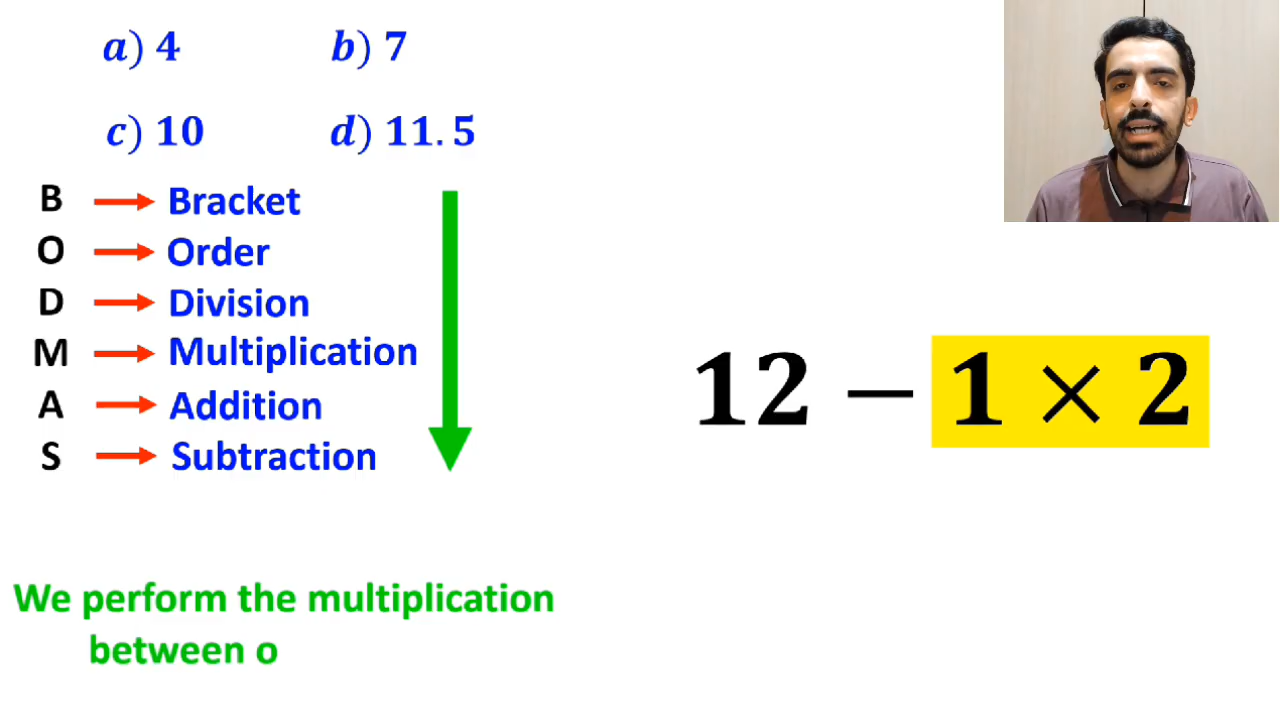 a) 4 b) 7
c) 10 d) 11.5
B Bracket
O Order
D Division
M Multiplication
A Addition
S Subtraction
12 − 1 × 2
We perform the multiplication
between o